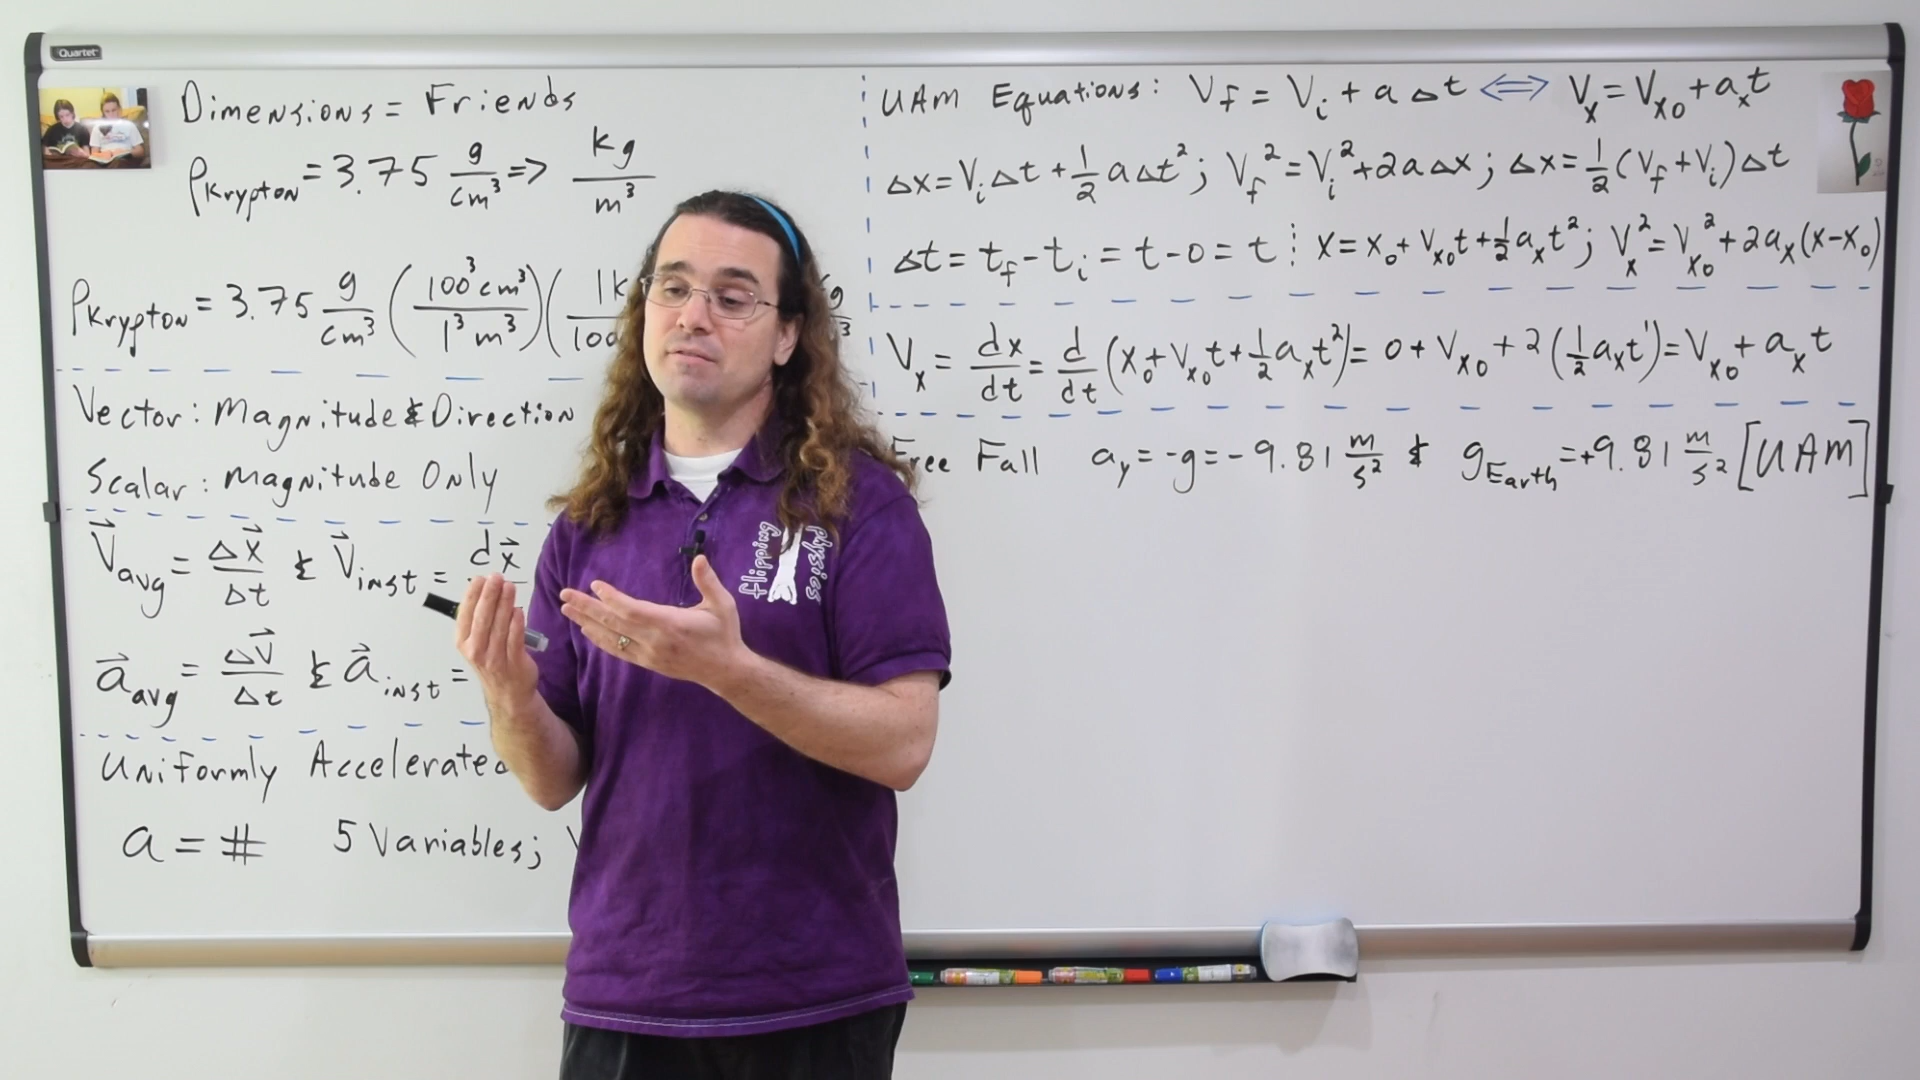 Quartet
Dimensions = Friends
ρKrypton = 3.75 g/cm³ => kg/m³
ρKrypton = 3.75 g/cm³ (100³cm³/1³m³)(
Vector: Magnitude & Direction
Scalar: Magnitude Only
V⃗avg = Δx⃗/Δt & V⃗inst = dx⃗
a⃗avg = ΔV⃗/Δt & a⃗inst =
Uniformly Accelerated
a = # 5 Variables;
UAM Equations: Vf = Vi + aΔt ⇔ Vx = Vx0 + axt
Δx = ViΔt + ½aΔt²; Vf² = Vi² + 2aΔx; Δx = ½(Vf + Vi)Δt
Δt = tf - ti = t - 0 = t ⋮ x = x0 + Vx0t + ½axt²; Vx² = Vx0² + 2ax(x - x0)
Vx = dx/dt = d/dt (x0 + Vx0t + ½axt²) = 0 + Vx0 + 2(½axt¹) = Vx0 + axt
Free Fall ay = -g = -9.81 m/s² & gEarth = +9.81 m/s² [UAM]
flipping physics